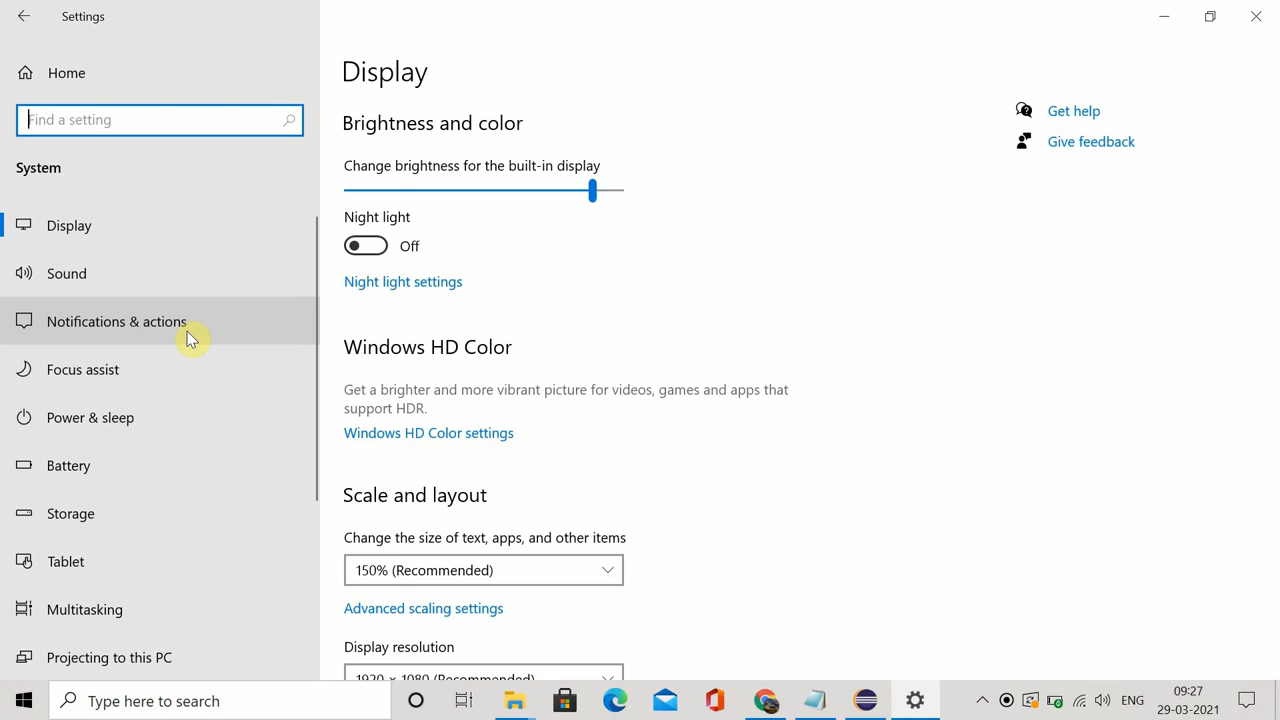 Settings
Home
Find a setting
System
Display
Sound
Notifications & actions
Focus assist
Power & sleep
Battery
Storage
Tablet
Multitasking
Projecting to this PC
Display
Brightness and color
Change brightness for the built-in display
Night light
Off
Night light settings
Windows HD Color
Get a brighter and more vibrant picture for videos, games and apps that
support HDR.
Windows HD Color settings
Scale and layout
Change the size of text, apps, and other items
150% (Recommended)
Advanced scaling settings
Display resolution
1920 × 1080 (Recommended)
Get help
Give feedback
Type here to search
ENG
09:27
29-03-2021